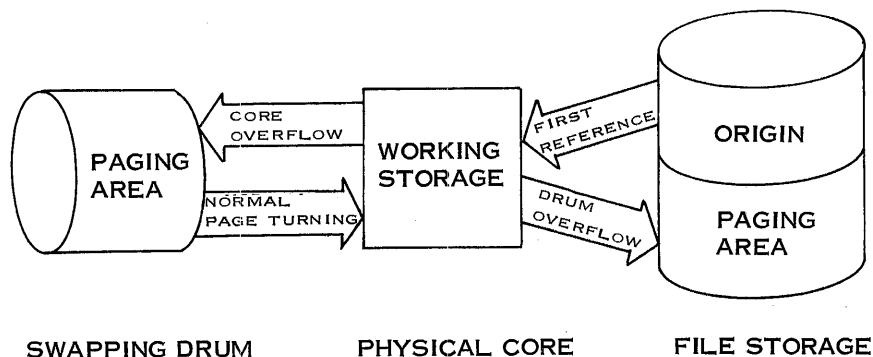 CORE
OVERFLOW
FIRST
REFERENCE
ORIGIN
PAGING
AREA
WORKING
STORAGE
NORMAL
PAGE TURNING
DRUM
OVERFLOW
PAGING
AREA
SWAPPING DRUM
PHYSICAL CORE
FILE STORAGE